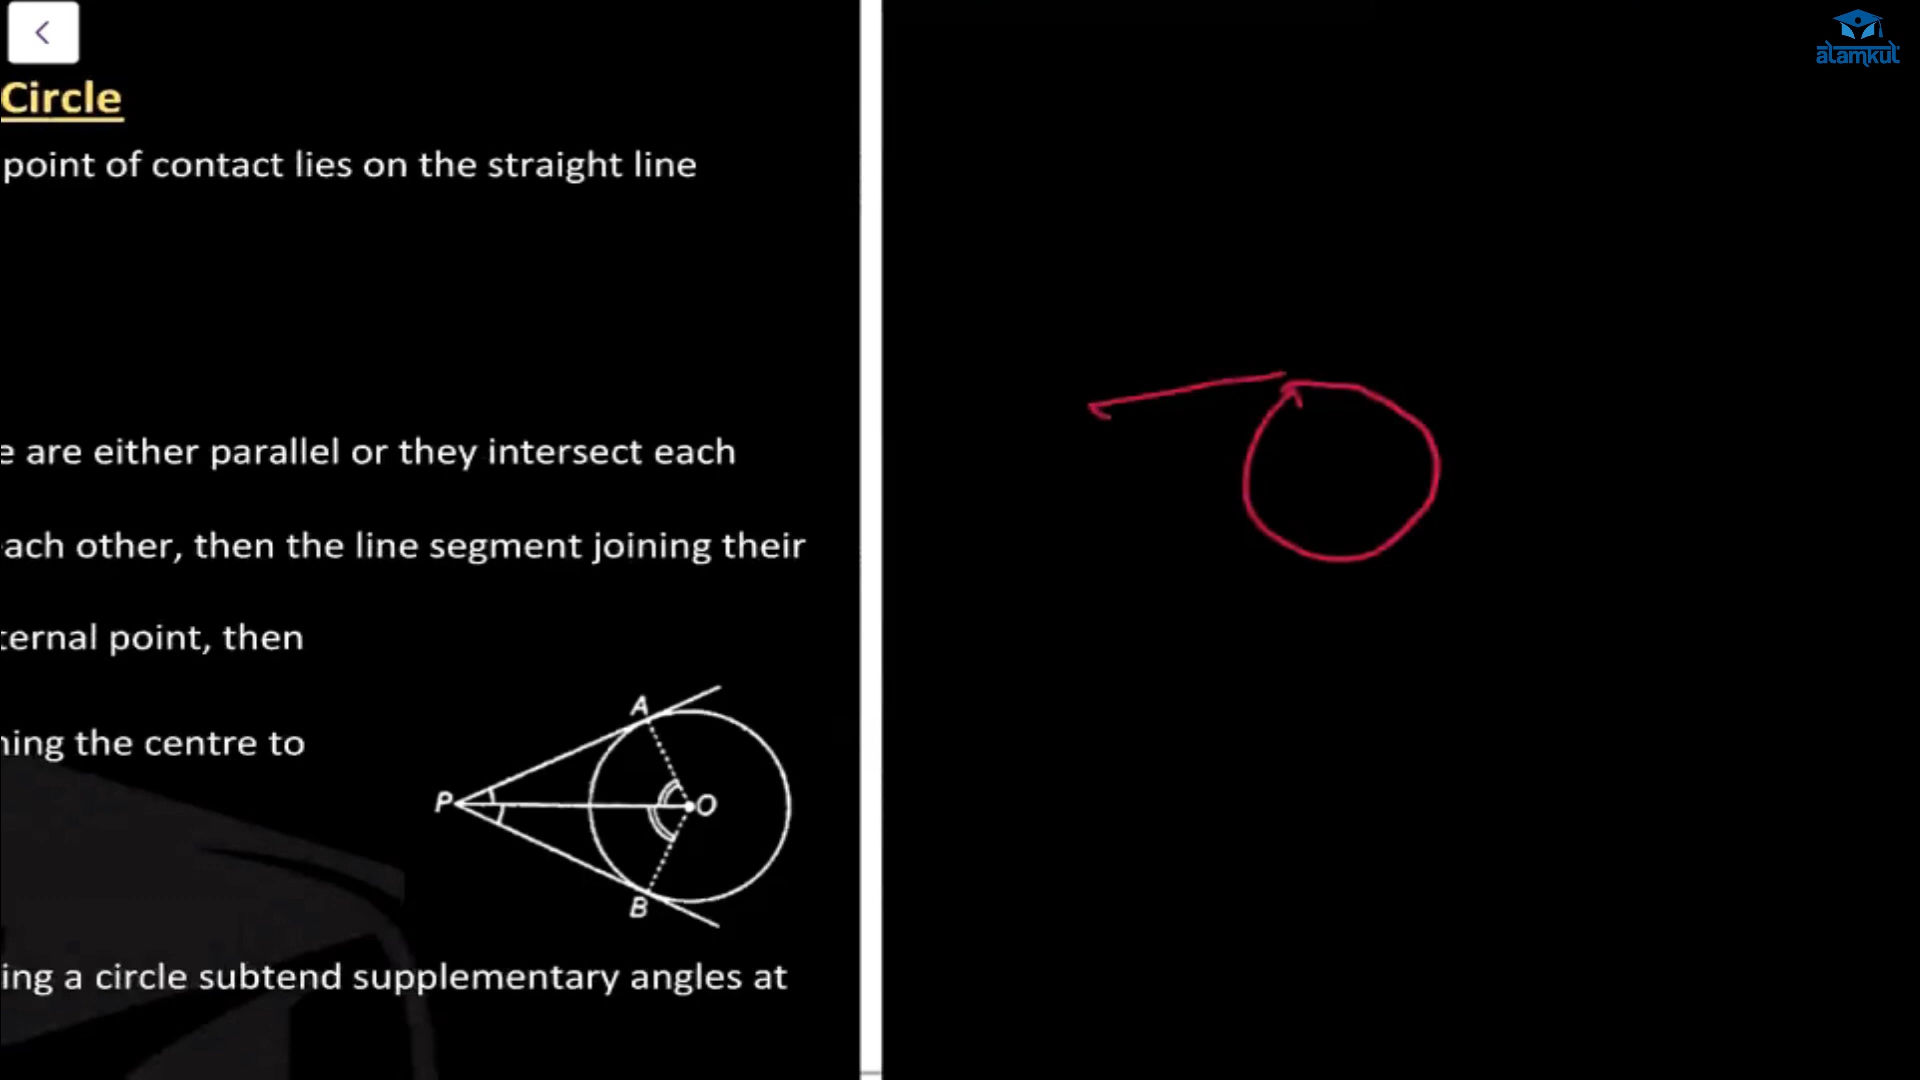 Circle
point of contact lies on the straight line
e are either parallel or they intersect each
ach other, then the line segment joining their
ternal point, then
ning the centre to
A
P
O
B
ing a circle subtend supplementary angles at
alamkut